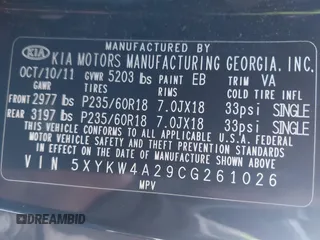 MANUFACTURED BY
KIA KIA MOTORS MANUFACTURING GEORGIA, INC.
OCT/10/11 GVWR 5203 lbs PAINT EB TRIM VA
GAWR TIRES RIMS COLD TIRE INFL
FRONT 2977 lbs P235/60R18 7.0JX18 33psi SINGLE
REAR 3197 lbs P235/60R18 7.0JX18 33psi SINGLE
THIS VEHICLE CONFORMS TO ALL APPLICABLE FEDERAL
MOTOR VEHICLE SAFETY AND THEFT PREVENTION STANDARDS
IN EFFECT ON THE DATE OF MANUFACTURE SHOWN ABOVE
VIN 5XYKW4A29CG261026
MPV
DREAMBID